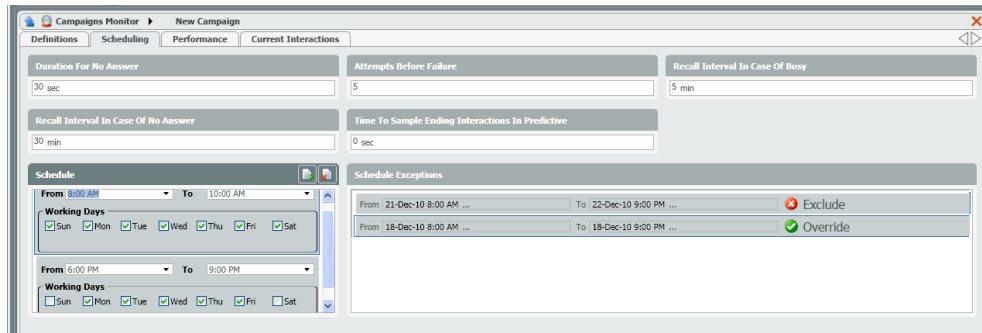 Campaigns Monitor New Campaign
Definitions Scheduling Performance Current Interactions
Duration For No Answer Attempts Before Failure Recall Interval In Case Of Busy
30 sec 5 5 min
Recall Interval In Case Of No Answer Time To Sample Ending Interactions In Predictive
30 min 0 sec
Schedule Schedule Exceptions
From 8:00 AM To 10:00 AM
Working Days
Sun Mon Tue Wed Thu Fri Sat
From 6:00 PM To 9:00 PM
Working Days
Sun Mon Tue Wed Thu Fri Sat
From 21-Dec-10 8:00 AM ... To 22-Dec-10 9:00 PM ... Exclude
From 18-Dec-10 8:00 AM ... To 18-Dec-10 9:00 PM ... Override